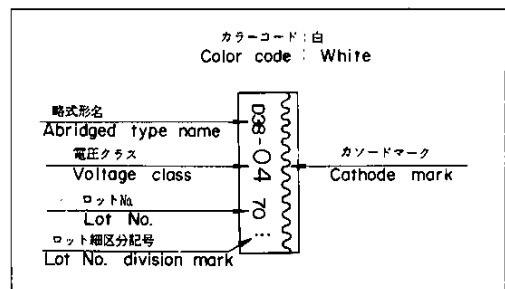 カラーコード：白
Color code : White
略式形名
Abridged type name
電圧クラス
Voltage class
ロットNo.
Lot No.
ロット細区分記号
Lot No. division mark
D38-04 70 ...
カソードマーク
Cathode mark